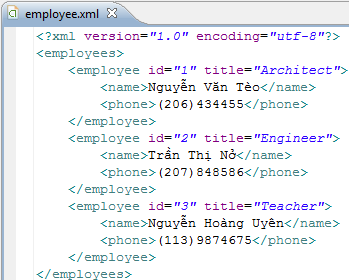 employee.xml
<?xml version="1.0" encoding="utf-8"?>
<employees>
<employee id="1" title="Architect">
<name>Nguyễn Văn Tèo</name>
<phone>(206)434455</phone>
</employee>
<employee id="2" title="Engineer">
<name>Trần Thị Nở</name>
<phone>(207)848586</phone>
</employee>
<employee id="3" title="Teacher">
<name>Nguyễn Hoàng Uyên</name>
<phone>(113)9874675</phone>
</employee>
</employees>